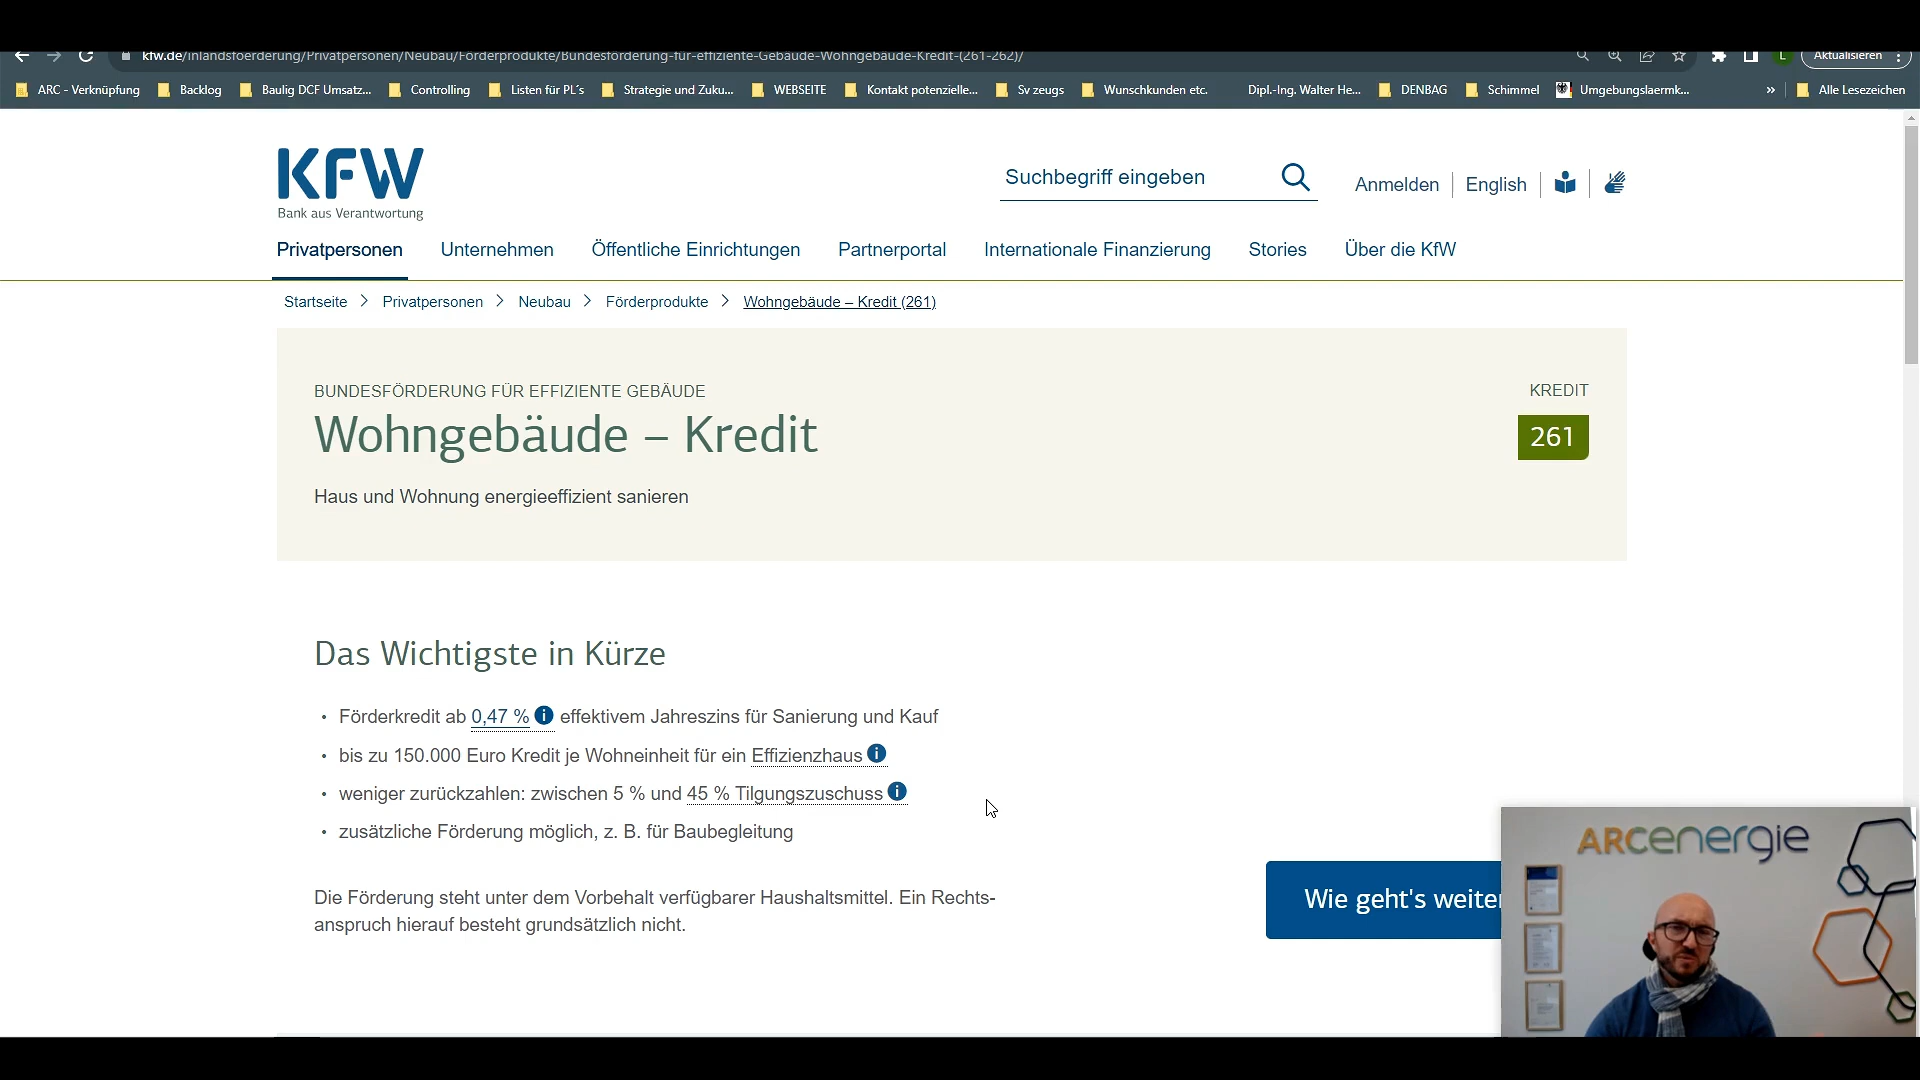 kfw.de/inlandsfoerderung/Privatpersonen/Neubau/Förderprodukte/Bundesförderung-für-effiziente-Gebäude-Wohngebäude-Kredit-(261-262)/
L
Aktualisieren
ARC - Verknüpfung
Backlog
Baulig DCF Umsatz...
Controlling
Listen für PL´s
Strategie und Zuku...
WEBSEITE
Kontakt potenzielle...
Sv zeugs
Wunschkunden etc.
Dipl.-Ing. Walter He...
DENBAG
Schimmel
Umgebungslaermk...
»
Alle Lesezeichen
KFW
Bank aus Verantwortung
Suchbegriff eingeben
Anmelden
English
Privatpersonen
Unternehmen
Öffentliche Einrichtungen
Partnerportal
Internationale Finanzierung
Stories
Über die KfW
Startseite > Privatpersonen > Neubau > Förderprodukte > Wohngebäude – Kredit (261)
BUNDESFÖRDERUNG FÜR EFFIZIENTE GEBÄUDE
KREDIT
Wohngebäude – Kredit
261
Haus und Wohnung energieeffizient sanieren
Das Wichtigste in Kürze
• Förderkredit ab 0,47 % i effektivem Jahreszins für Sanierung und Kauf
• bis zu 150.000 Euro Kredit je Wohneinheit für ein Effizienzhaus i
• weniger zurückzahlen: zwischen 5 % und 45 % Tilgungszuschuss i
• zusätzliche Förderung möglich, z. B. für Baubegleitung
Die Förderung steht unter dem Vorbehalt verfügbarer Haushaltsmittel. Ein Rechts-
anspruch hierauf besteht grundsätzlich nicht.
Wie geht's weiter
ARCenergie